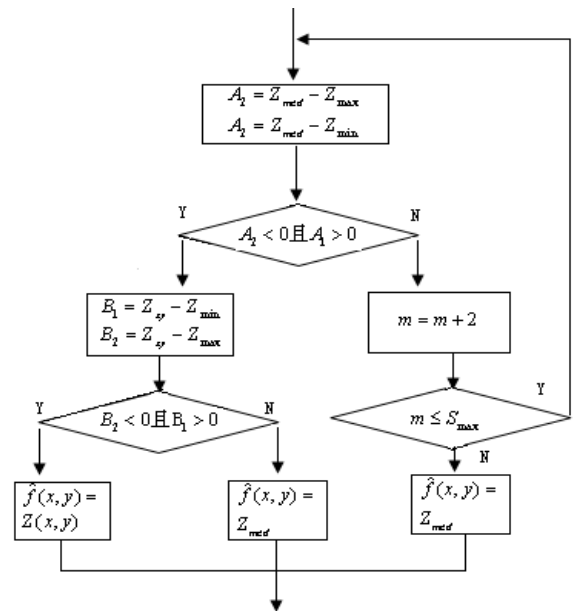 A₂ = Z_med − Z_max
A₂ = Z_med − Z_min
Y
N
A₂ < 0且A₁ > 0
B₁ = Z_xy − Z_min
B₂ = Z_xy − Z_max
m = m + 2
Y
Y
N
B₂ < 0且B₁ > 0
m ≤ S_max
N
f̂(x, y) =
Z(x, y)
f̂(x, y) =
Z_med
f̂(x, y) =
Z_med